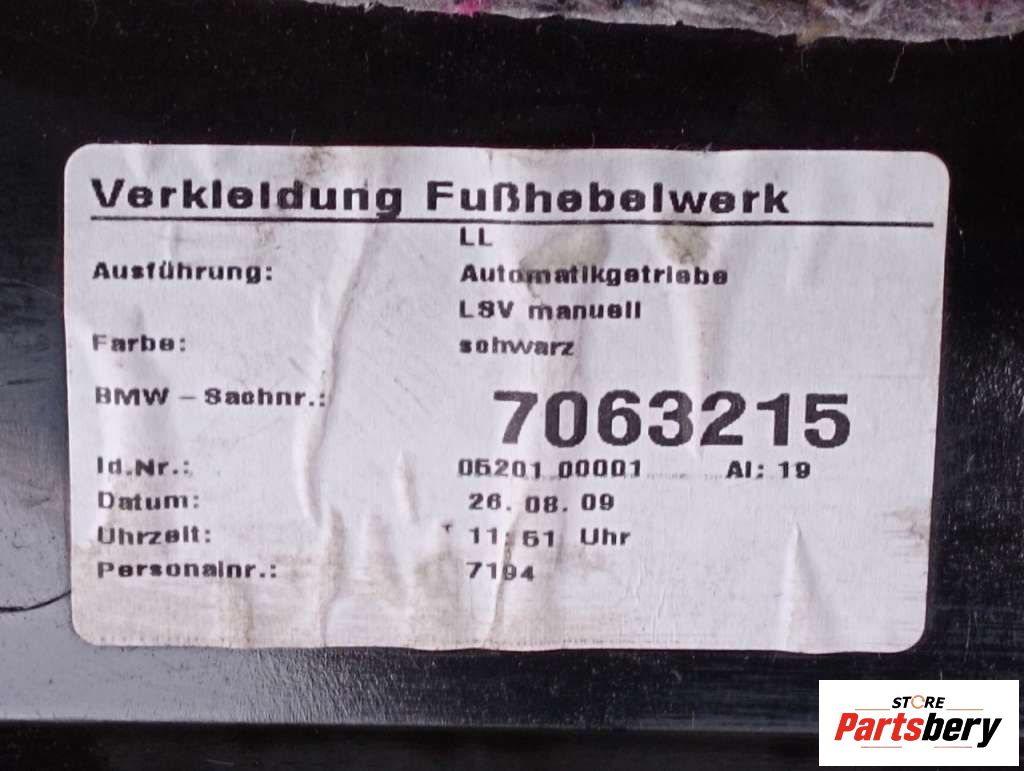 Verkleidung Fußhebelwerk
LL
Ausführung: Automatikgetriebe
LSV manuell
Farbe: schwarz
BMW - Sachnr.: 7063215
Id.Nr.: 05201 00001 AI: 19
Datum: 26. 08. 09
Uhrzeit: 11:51 Uhr
Personalnr.: 7194
STORE
Partsbery